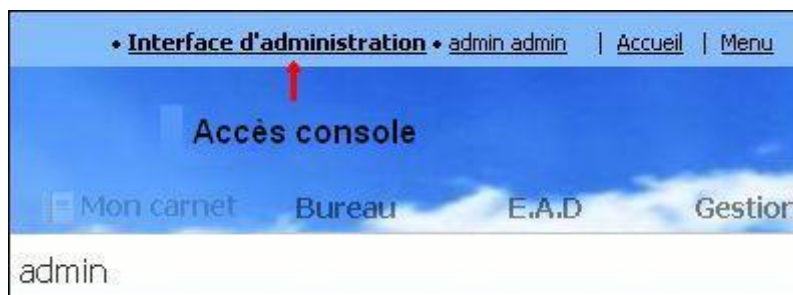 • Interface d'administration • admin admin | Accueil | Menu
Accès console
Mon carnet Bureau E.A.D Gestion
admin